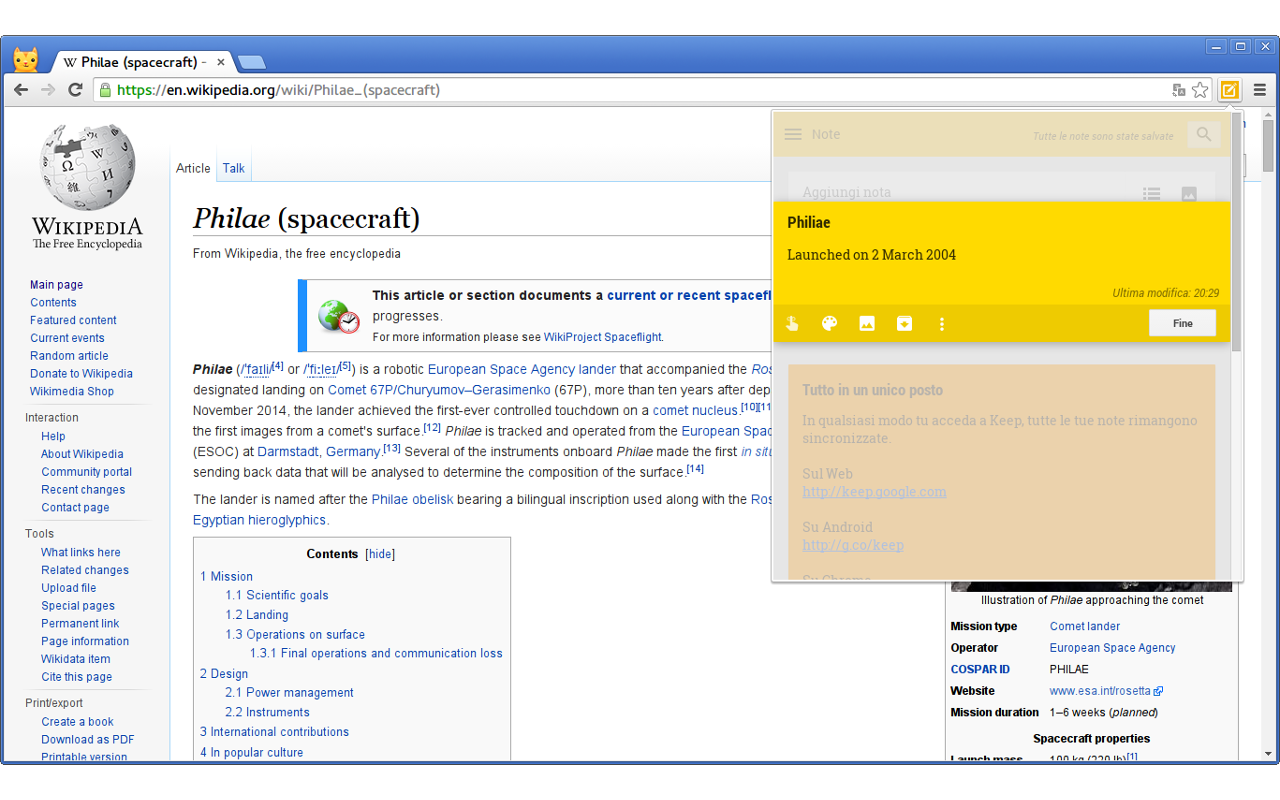 Philae (spacecraft) -
https://en.wikipedia.org/wiki/Philae_(spacecraft)
WIKIPEDIA
The Free Encyclopedia
Main page
Contents
Featured content
Current events
Random article
Donate to Wikipedia
Wikimedia Shop
Interaction
Help
About Wikipedia
Community portal
Recent changes
Contact page
Tools
What links here
Related changes
Upload file
Special pages
Permanent link
Page information
Wikidata item
Cite this page
Print/export
Create a book
Download as PDF
Printable version
Article Talk
Philae (spacecraft)
From Wikipedia, the free encyclopedia
This article or section documents a current or recent
progresses.
For more information please see WikiProject Spaceflight.
Philae (/ˈfaɪli/[4] or /ˈfiːleɪ/[5]) is a robotic European Space Agency lander that accompanied the
designated landing on Comet 67P/Churyumov–Gerasimenko (67P), more than ten years after
November 2014, the lander achieved the first-ever controlled touchdown on a comet nucleus.[10]
the first images from a comet's surface.[12] Philae is tracked and operated from the European
(ESOC) at Darmstadt, Germany.[13] Several of the instruments onboard Philae made the first in
sending back data that will be analysed to determine the composition of the surface.[14]
The lander is named after the Philae obelisk bearing a bilingual inscription used along with the
Egyptian hieroglyphics.
Contents [hide]
1 Mission
1.1 Scientific goals
1.2 Landing
1.3 Operations on surface
1.3.1 Final operations and communication loss
2 Design
2.1 Power management
2.2 Instruments
3 International contributions
4 In popular culture
Note
Tutte le note sono state salvate
Aggiungi nota
Philiae
Launched on 2 March 2004
Ultima modifica: 20:29
Fine
Tutto in un unico posto
In qualsiasi modo tu acceda a Keep, tutte le tue note rimangono
sincronizzate.
Sul Web
http://keep.google.com
Su Android
http://g.co/keep
Su Chrome
Illustration of Philae approaching the comet
Mission type Comet lander
Operator European Space Agency
COSPAR ID PHILAE
Website www.esa.int/rosetta
Mission duration 1–6 weeks (planned)
Spacecraft properties
Launch mass 100 kg (220 lb)[1]